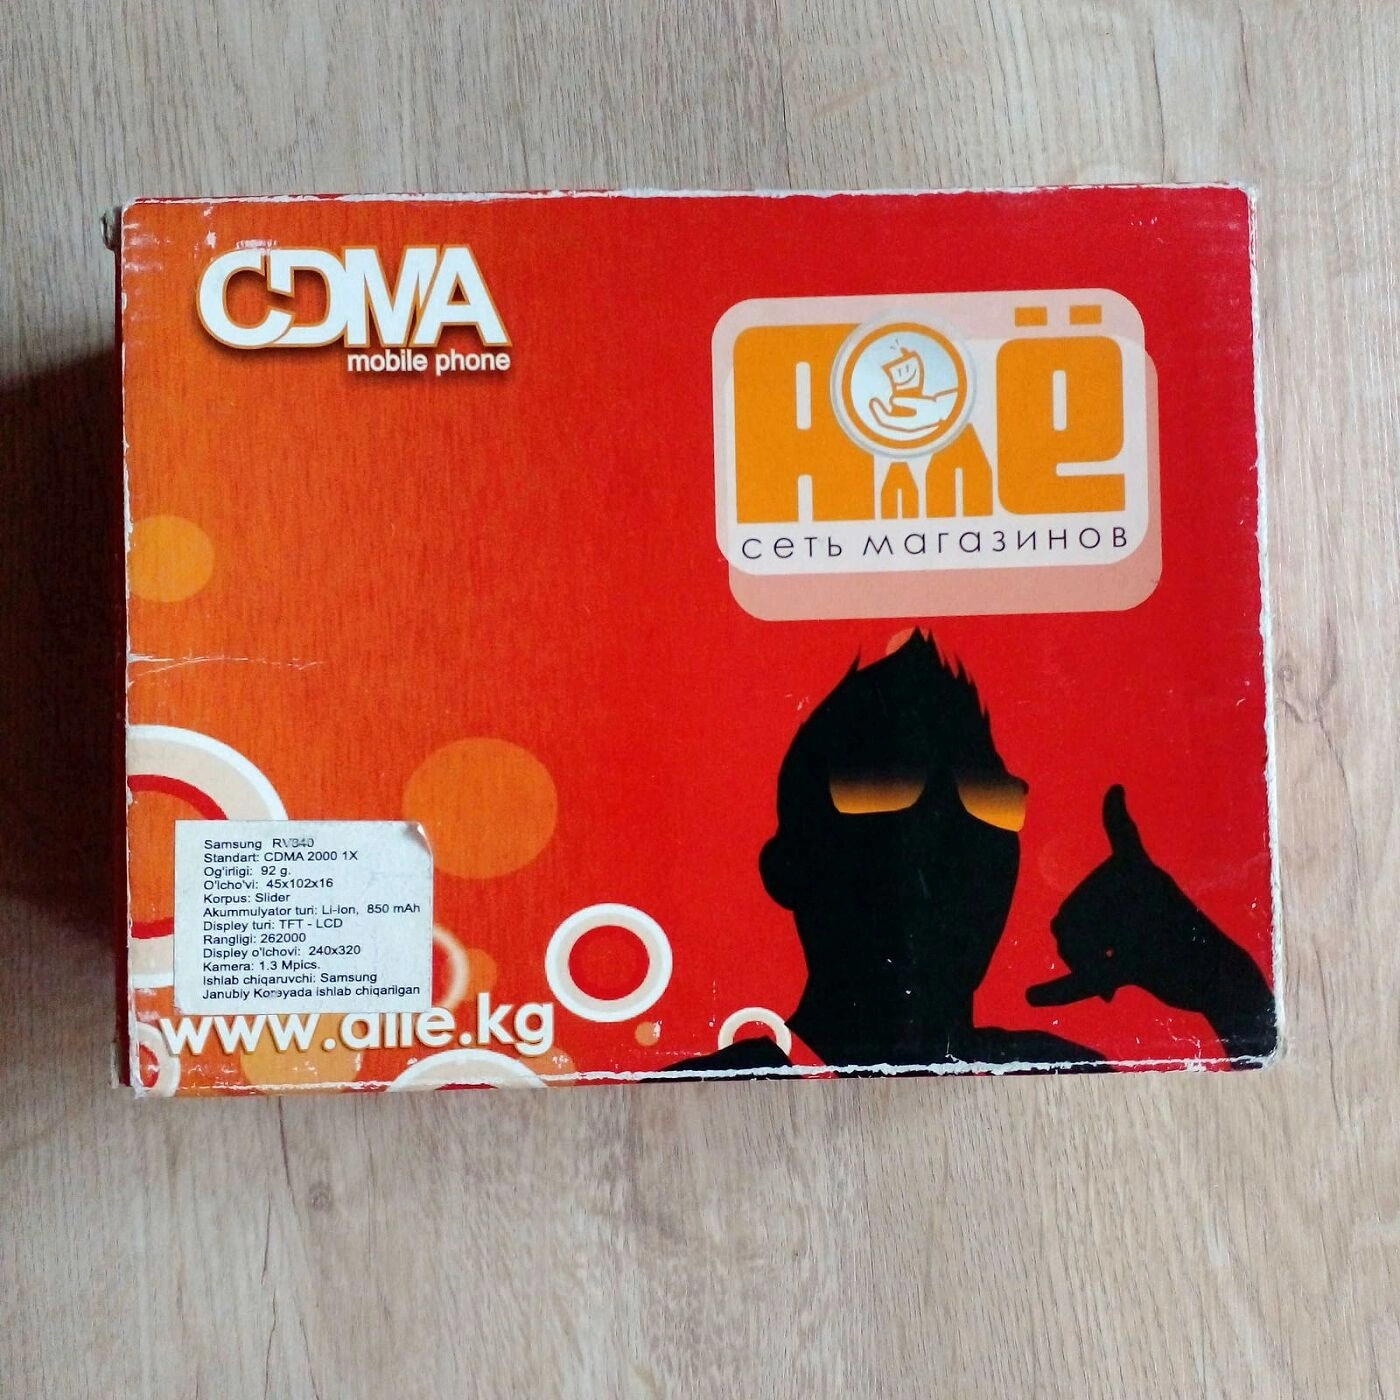 CDMA
mobile phone
Аллё
сеть магазинов
Samsung RV840
Standart: CDMA 2000 1X
Og'irligi: 92 g.
O'lcho'vi: 45x102x16
Korpus: Slider
Akummulyator turi: Li-Ion, 850 mAh
Displey turi: TFT - LCD
Rangligi: 262000
Displey o'lchovi: 240x320
Kamera: 1.3 Mpics.
Ishlab chiqaruvchi: Samsung
Janubiy Koreyada ishlab chiqarilgan
www.alle.kg